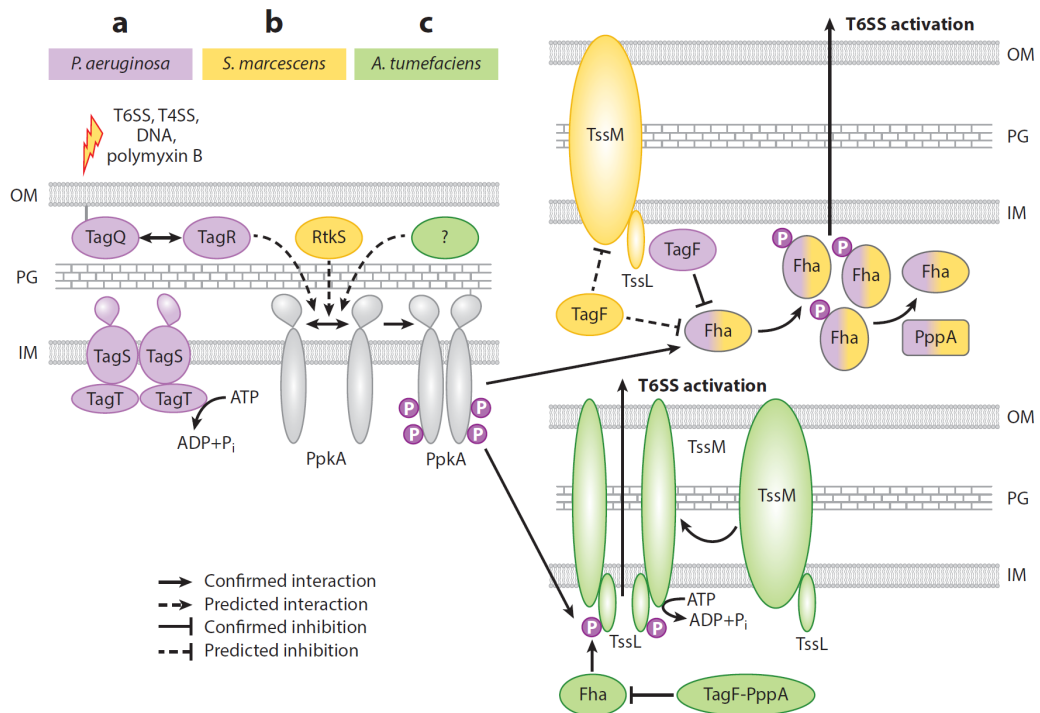 a
b
c
P. aeruginosa
S. marcescens
A. tumefaciens
T6SS, T4SS,
DNA,
polymyxin B
OM
TagQ
TagR
RtkS
?
PG
IM
TagS
TagS
TagT
TagT
ATP
ADP+Pi
PpkA
P
P
P
P
PpkA
Confirmed interaction
Predicted interaction
Confirmed inhibition
Predicted inhibition
T6SS activation
OM
TssM
PG
IM
TssL
TagF
TagF
Fha
P
P
P
Fha
Fha
Fha
Fha
PppA
T6SS activation
OM
TssM
TssM
PG
IM
ATP
ADP+Pi
P
TssL
P
TssL
Fha
TagF-PppA